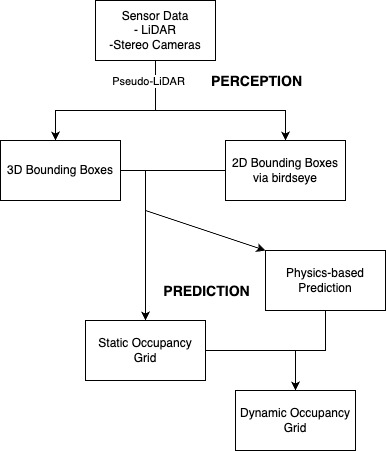 Sensor Data
- LiDAR
-Stereo Cameras
Pseudo-LiDAR
PERCEPTION
3D Bounding Boxes
2D Bounding Boxes
via birdseye
Physics-based
Prediction
PREDICTION
Static Occupancy
Grid
Dynamic Occupancy
Grid